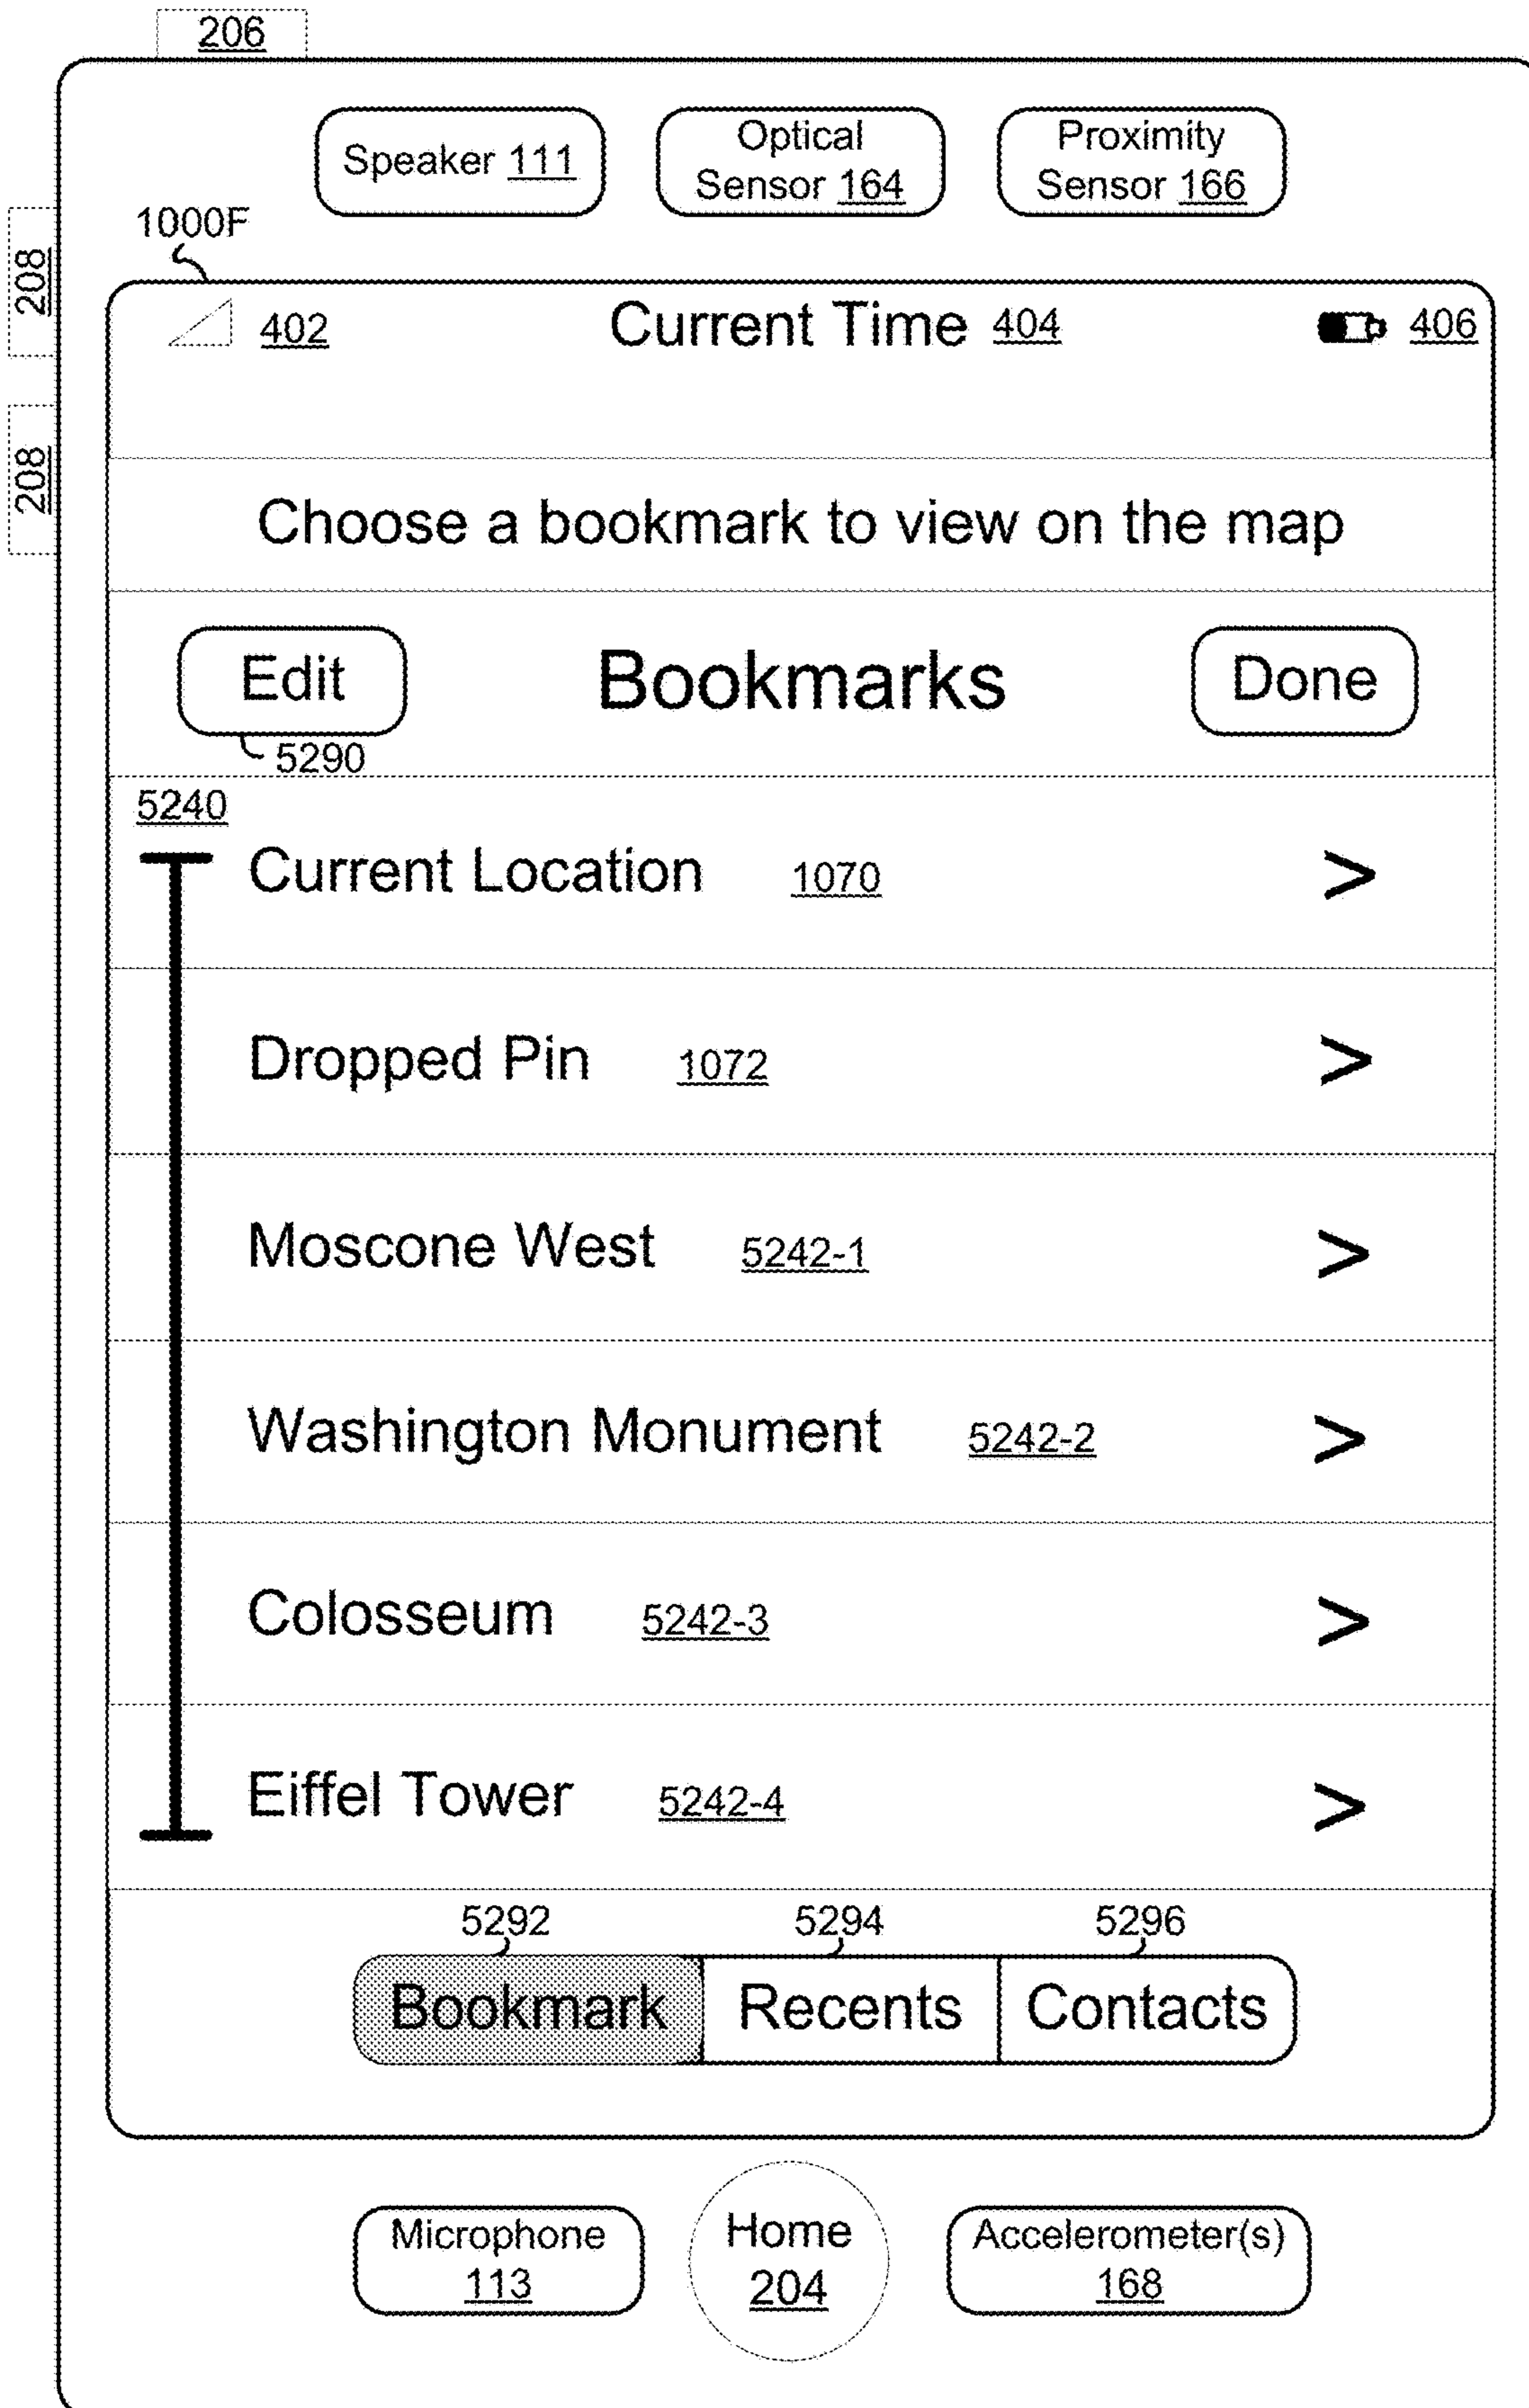 206
Speaker 111
Optical
Sensor 164
Proximity
Sensor 166
1000F
208
402 Current Time 404 406
208
Choose a bookmark to view on the map
Edit Bookmarks Done
5290
5240
Current Location 1070 >
Dropped Pin 1072 >
Moscone West 5242-1 >
Washington Monument 5242-2 >
Colosseum 5242-3 >
Eiffel Tower 5242-4 >
5292 5294 5296
Bookmark Recents Contacts
Microphone
113
Home
204
Accelerometer(s)
168